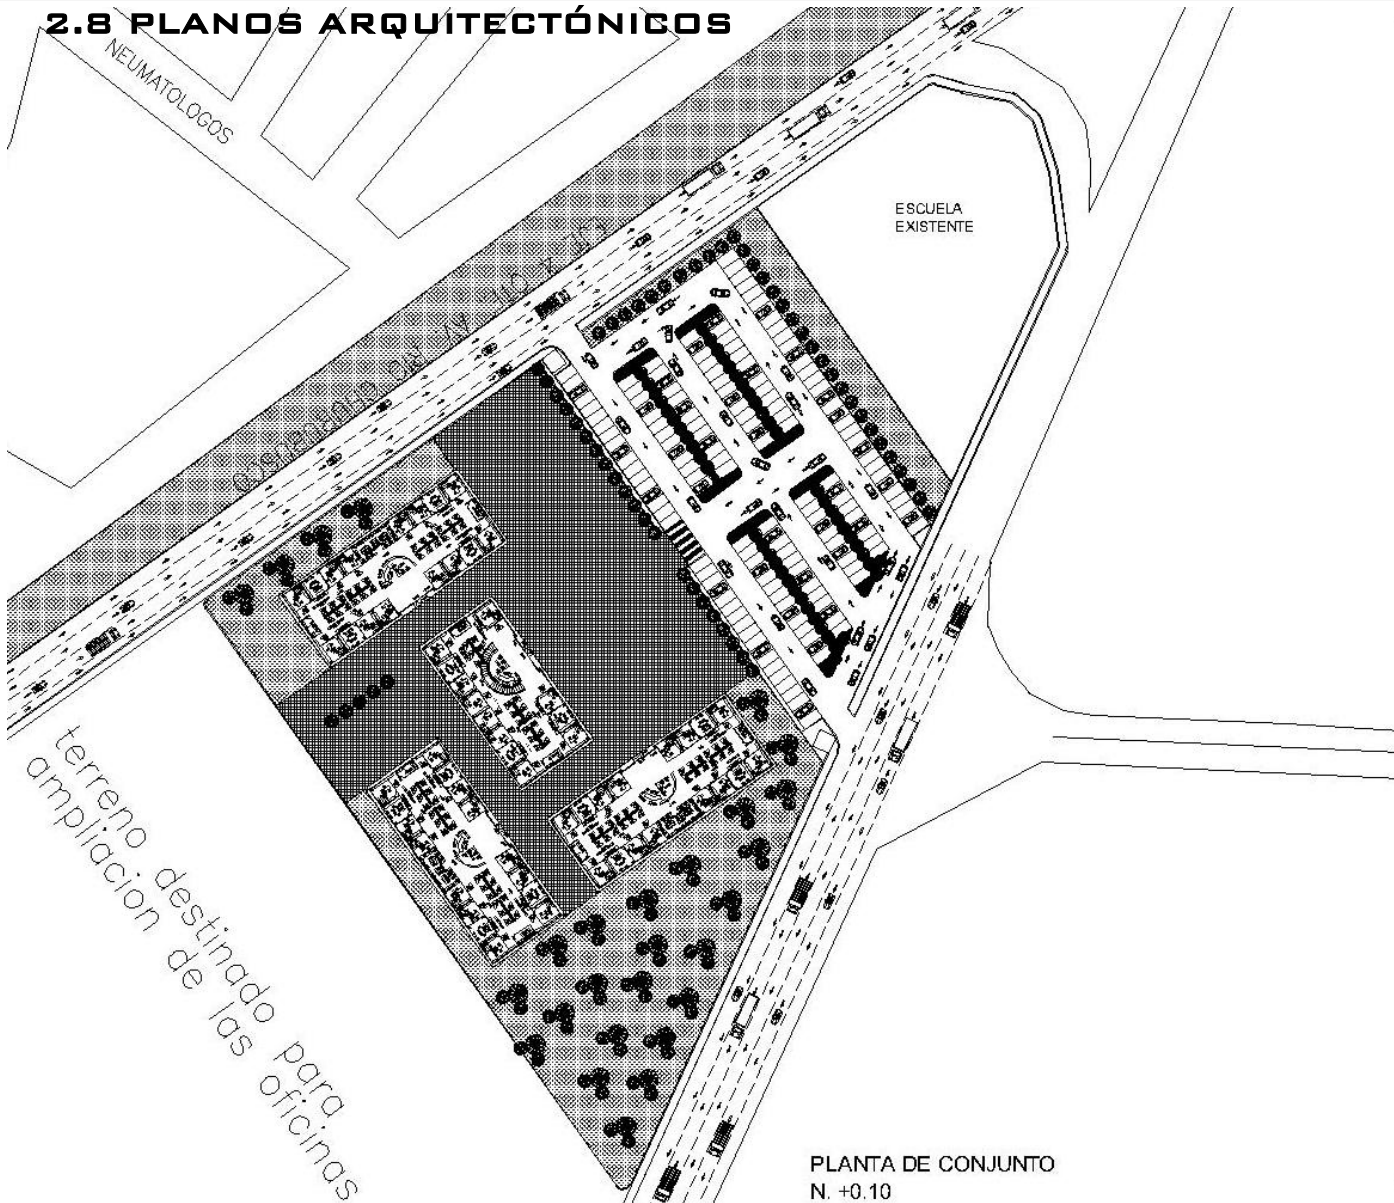 2.8 PLANOS ARQUITECTÓNICOS
NEUMATOLOGOS
ESCUELA
EXISTENTE
terreno destinado para
ampliacion de las oficinas
PLANTA DE CONJUNTO
N. +0.10